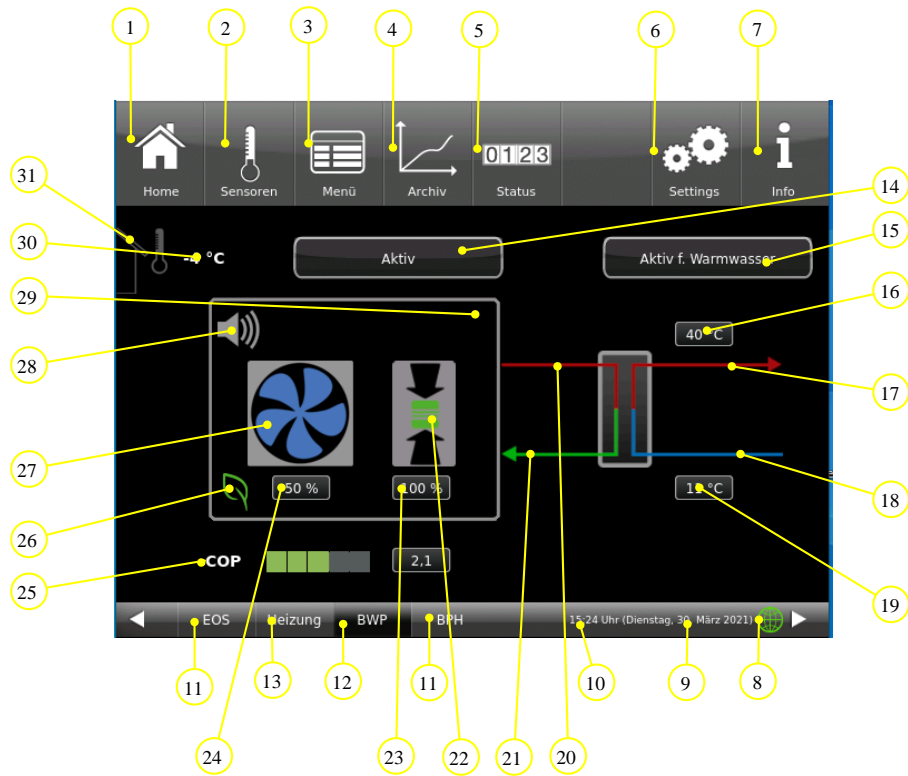 1 2 3 4 5 6 7
0123
Home Sensoren Menü Archiv Status Settings Info
31
14
30
-4 °C
Aktiv
Aktiv f. Warmwasser
15
29
16
40 °C
28
17
27
18
50 %
100 %
11 °C
26
COP
2,1
25
19
EOS Heizung BWP BPH 15:24 Uhr (Dienstag, 30. März 2021)
11 13 12 11 10 9 8
24 23 22 21 20